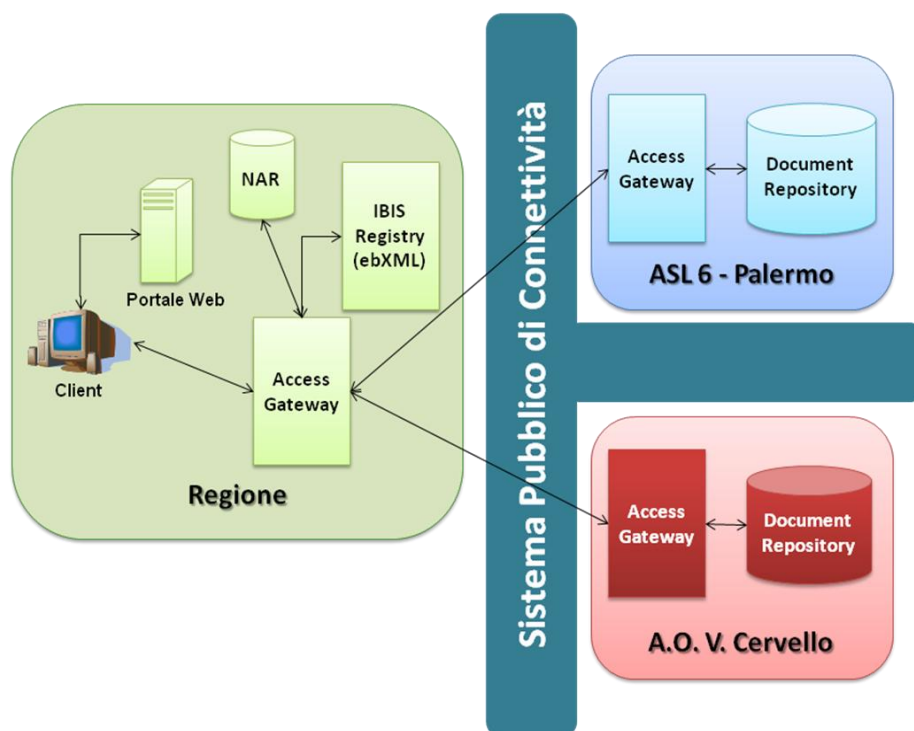 NAR
IBIS
Registry
(ebXML)
Portale Web
Client
Access
Gateway
Regione
Sistema Pubblico di Connettività
Access
Gateway
Document
Repository
ASL 6 - Palermo
Access
Gateway
Document
Repository
A.O. V. Cervello